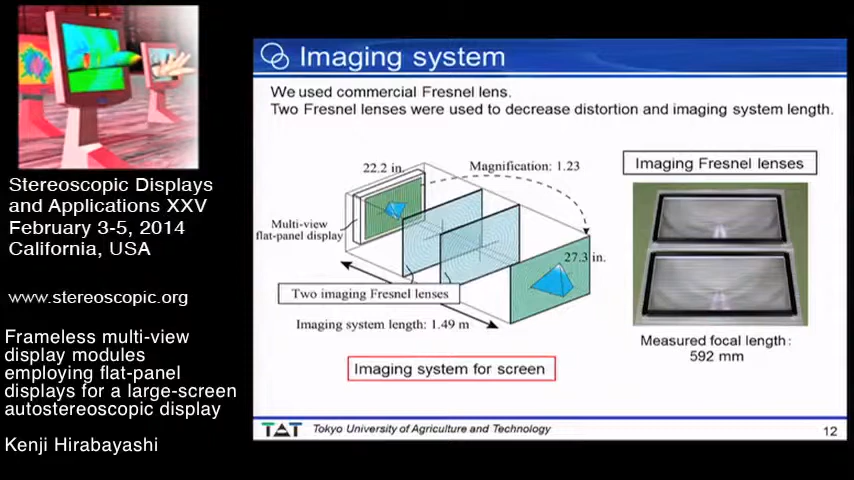 Stereoscopic Displays
and Applications XXV
February 3-5, 2014
California, USA
www.stereoscopic.org
Frameless multi-view
display modules
employing flat-panel
displays for a large-screen
autostereoscopic display
Kenji Hirabayashi
Imaging system
We used commercial Fresnel lens.
Two Fresnel lenses were used to decrease distortion and imaging system length.
22.2 in.
Magnification: 1.23
Multi-view
flat-panel display
27.3 in.
Two imaging Fresnel lenses
Imaging system length: 1.49 m
Imaging system for screen
Imaging Fresnel lenses
Measured focal length:
592 mm
TAT Tokyo University of Agriculture and Technology
12